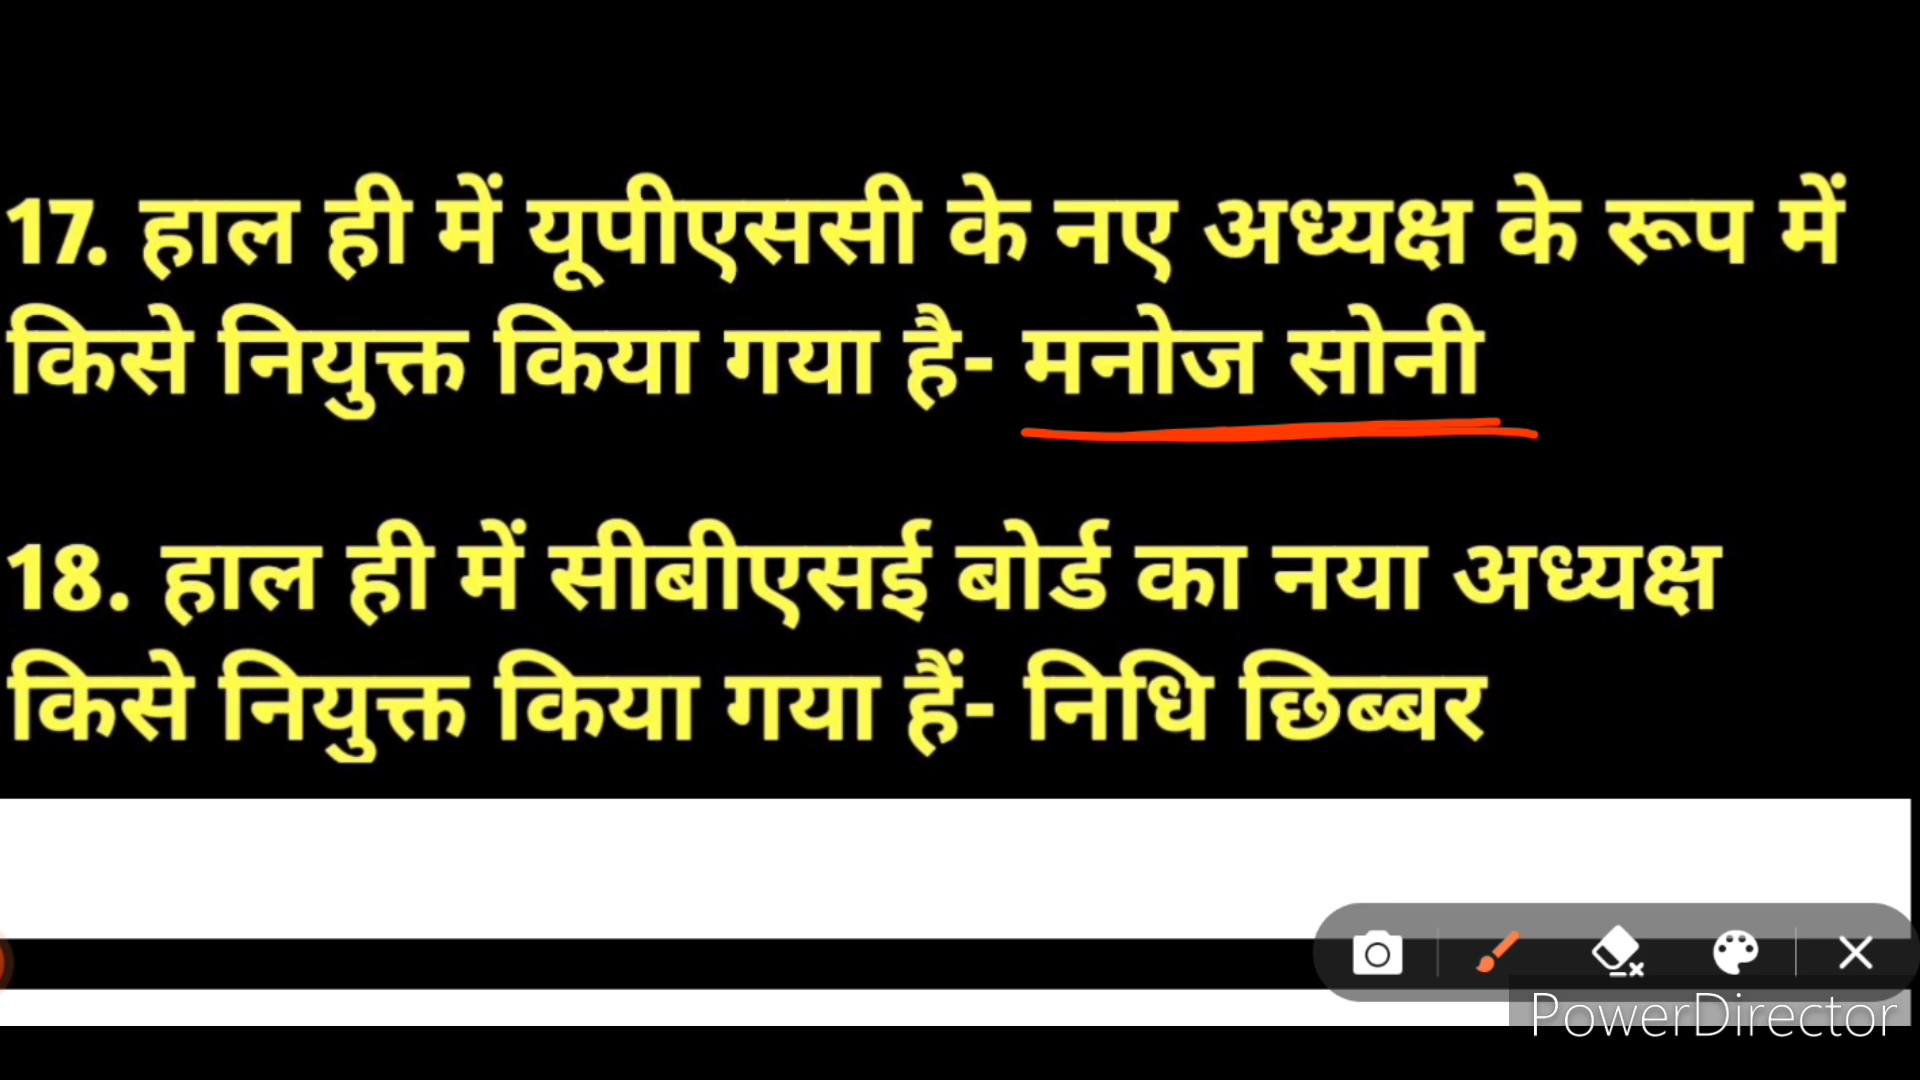 17. हाल ही में यूपीएससी के नए अध्यक्ष के रूप में
किसे नियुक्त किया गया है- मनोज सोनी
18. हाल ही में सीबीएसई बोर्ड का नया अध्यक्ष
किसे नियुक्त किया गया हैं- निधि छिब्बर
PowerDirector